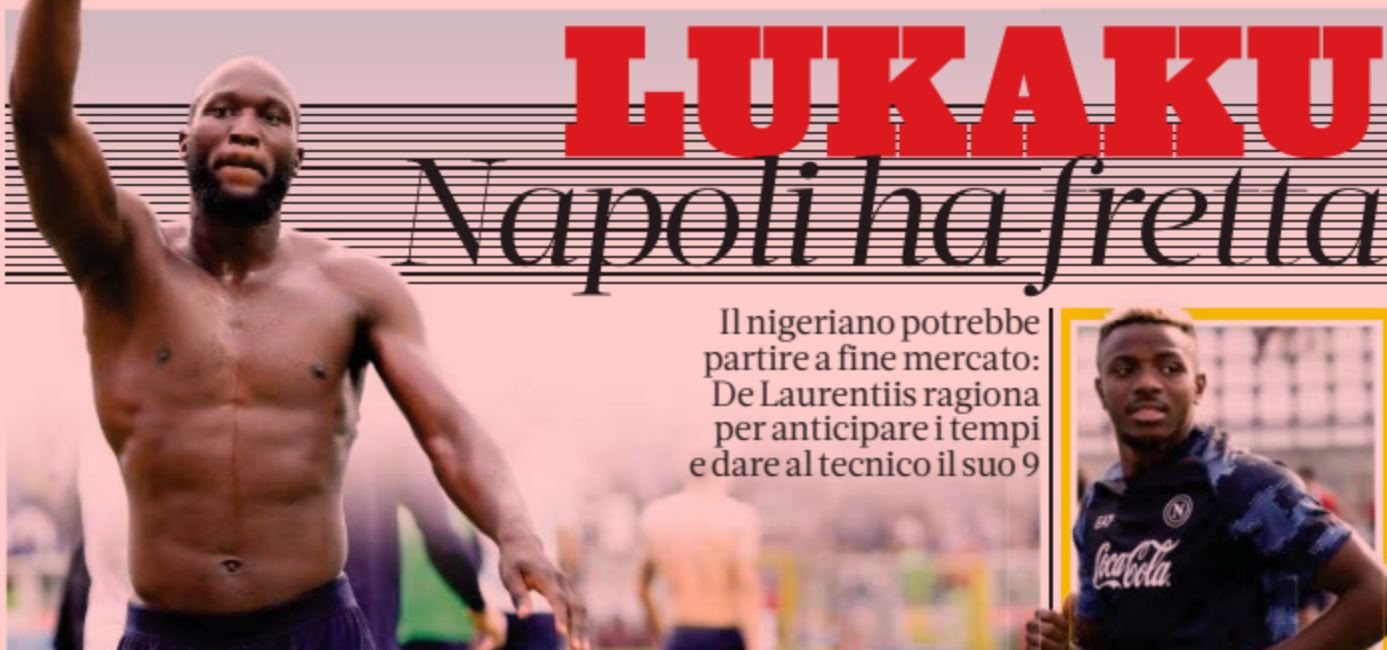 LUKAKU
Napoli ha fretta
Il nigeriano potrebbe
partire a fine mercato:
De Laurentiis ragiona
per anticipare i tempi
e dare al tecnico il suo 9
EA7
N
Coca-Cola